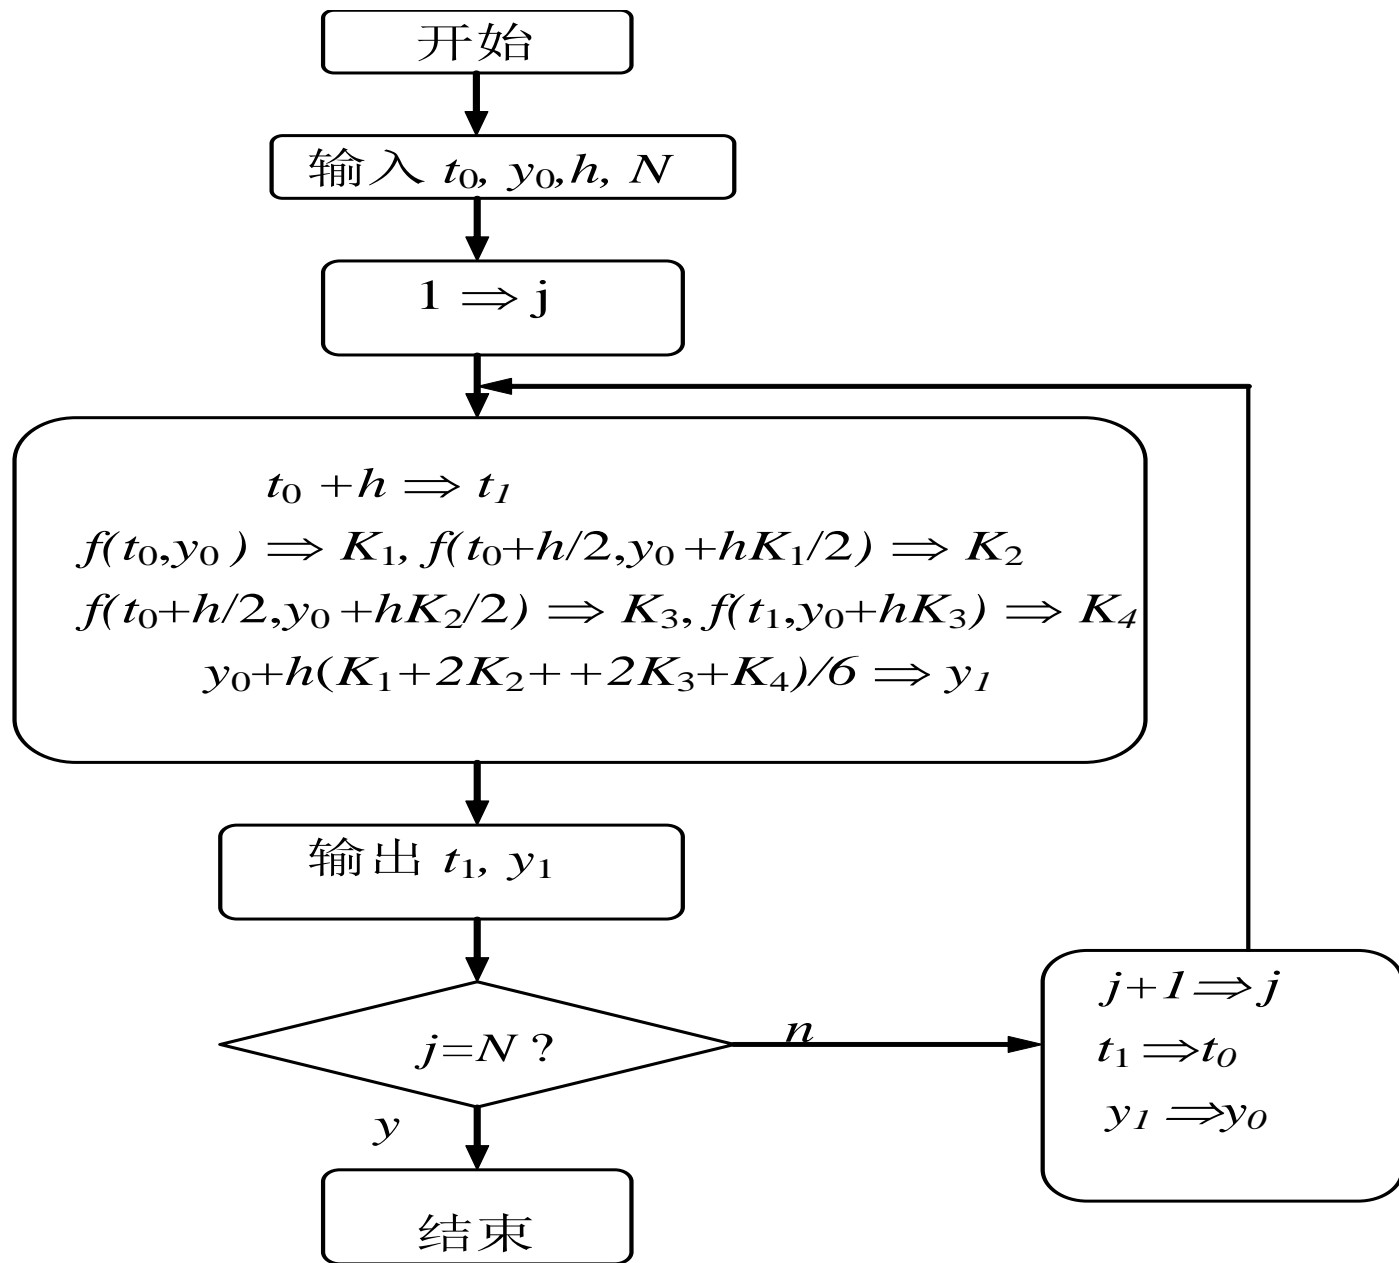 开始
输入 t₀, y₀,h, N
1 ⇒ j
t₀ +h ⇒ t₁
f(t₀,y₀ ) ⇒ K₁, f(t₀+h/2,y₀ +hK₁/2) ⇒ K₂
f(t₀+h/2,y₀ +hK₂/2) ⇒ K₃, f(t₁,y₀+hK₃) ⇒ K₄
y₀+h(K₁+2K₂+ +2K₃+K₄)/6 ⇒ y₁
输出 t₁, y₁
j=N ?
n
j+1⇒j
t₁ ⇒t₀
y₁ ⇒y₀
y
结束